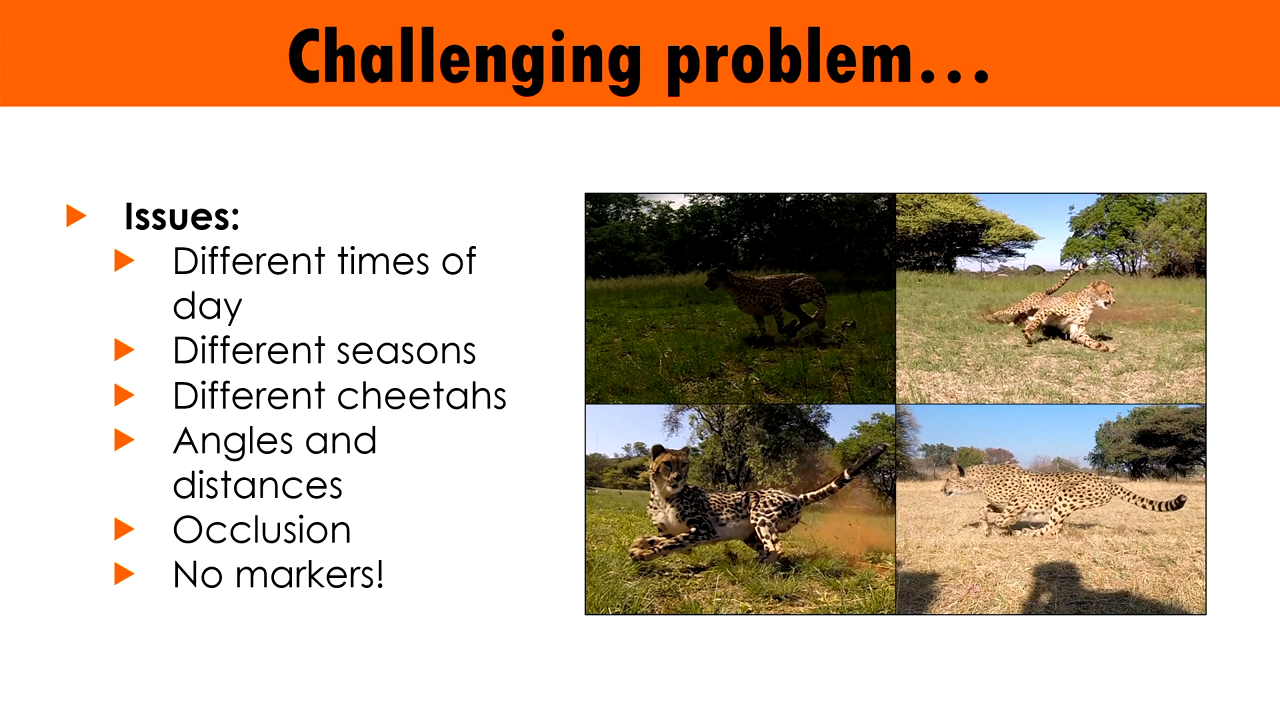 Challenging problem…
Issues:
Different times of
day
Different seasons
Different cheetahs
Angles and
distances
Occlusion
No markers!